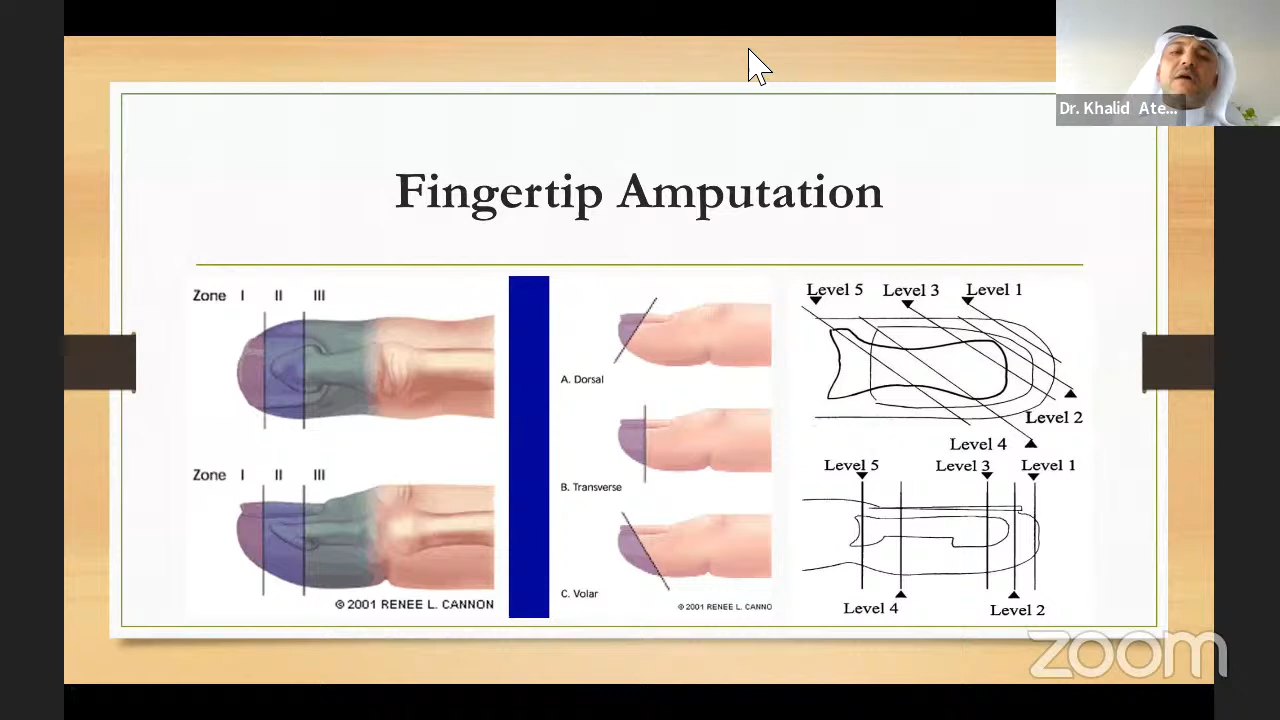 Dr. Khalid Ate...
Fingertip Amputation
Zone I II III
Zone I II III
© 2001 RENEE L. CANNON
A. Dorsal
B. Transverse
C. Volar
© 2001 RENEE L. CANNO
Level 5 Level 3 Level 1
Level 2
Level 4
Level 5 Level 3 Level 1
Level 4 Level 2
zoom